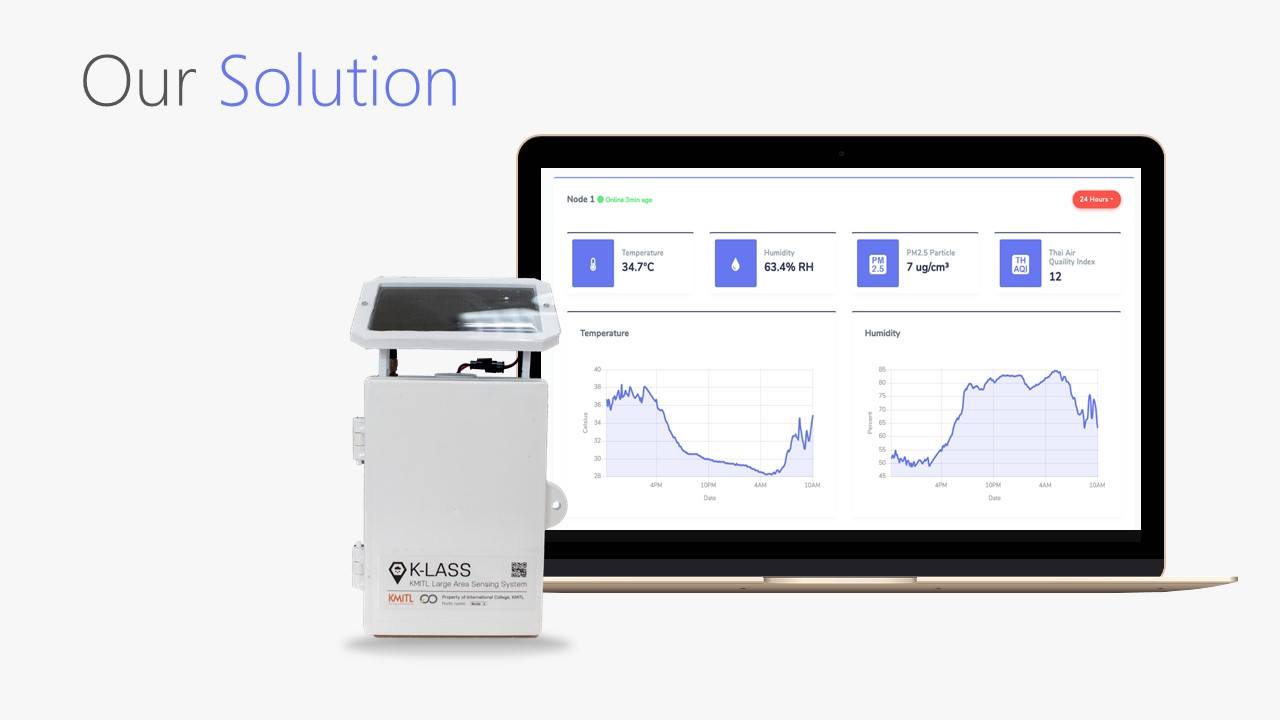 Our Solution
Node 1 Online 3min ago
24 Hours
Temperature
34.7°C
Humidity
63.4% RH
PM
2.5
PM2.5 Particle
7 ug/cm³
TH
AQI
Thai Air
Quaility Index
12
Temperature
40
38
36
34
32
30
28
Celsius
4PM 10PM 4AM 10AM
Date
Humidity
85
80
75
70
65
60
55
50
45
Percent
4PM 10PM 4AM 10AM
Date
K-LASS
KMITL Large Area Sensing System
KMITL
Property of International College, KMITL
Node name: